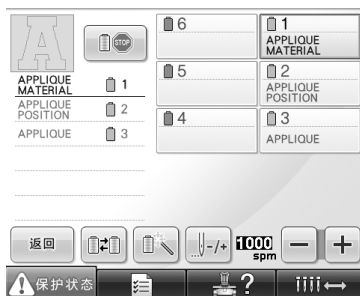 A
STOP
APPLIQUE
MATERIAL 1
APPLIQUE
POSITION 2
APPLIQUE 3
6
5
4
1
APPLIQUE
MATERIAL
2
APPLIQUE
POSITION
3
APPLIQUE
返回
-/+
1000
spm
− +
保护状态
?